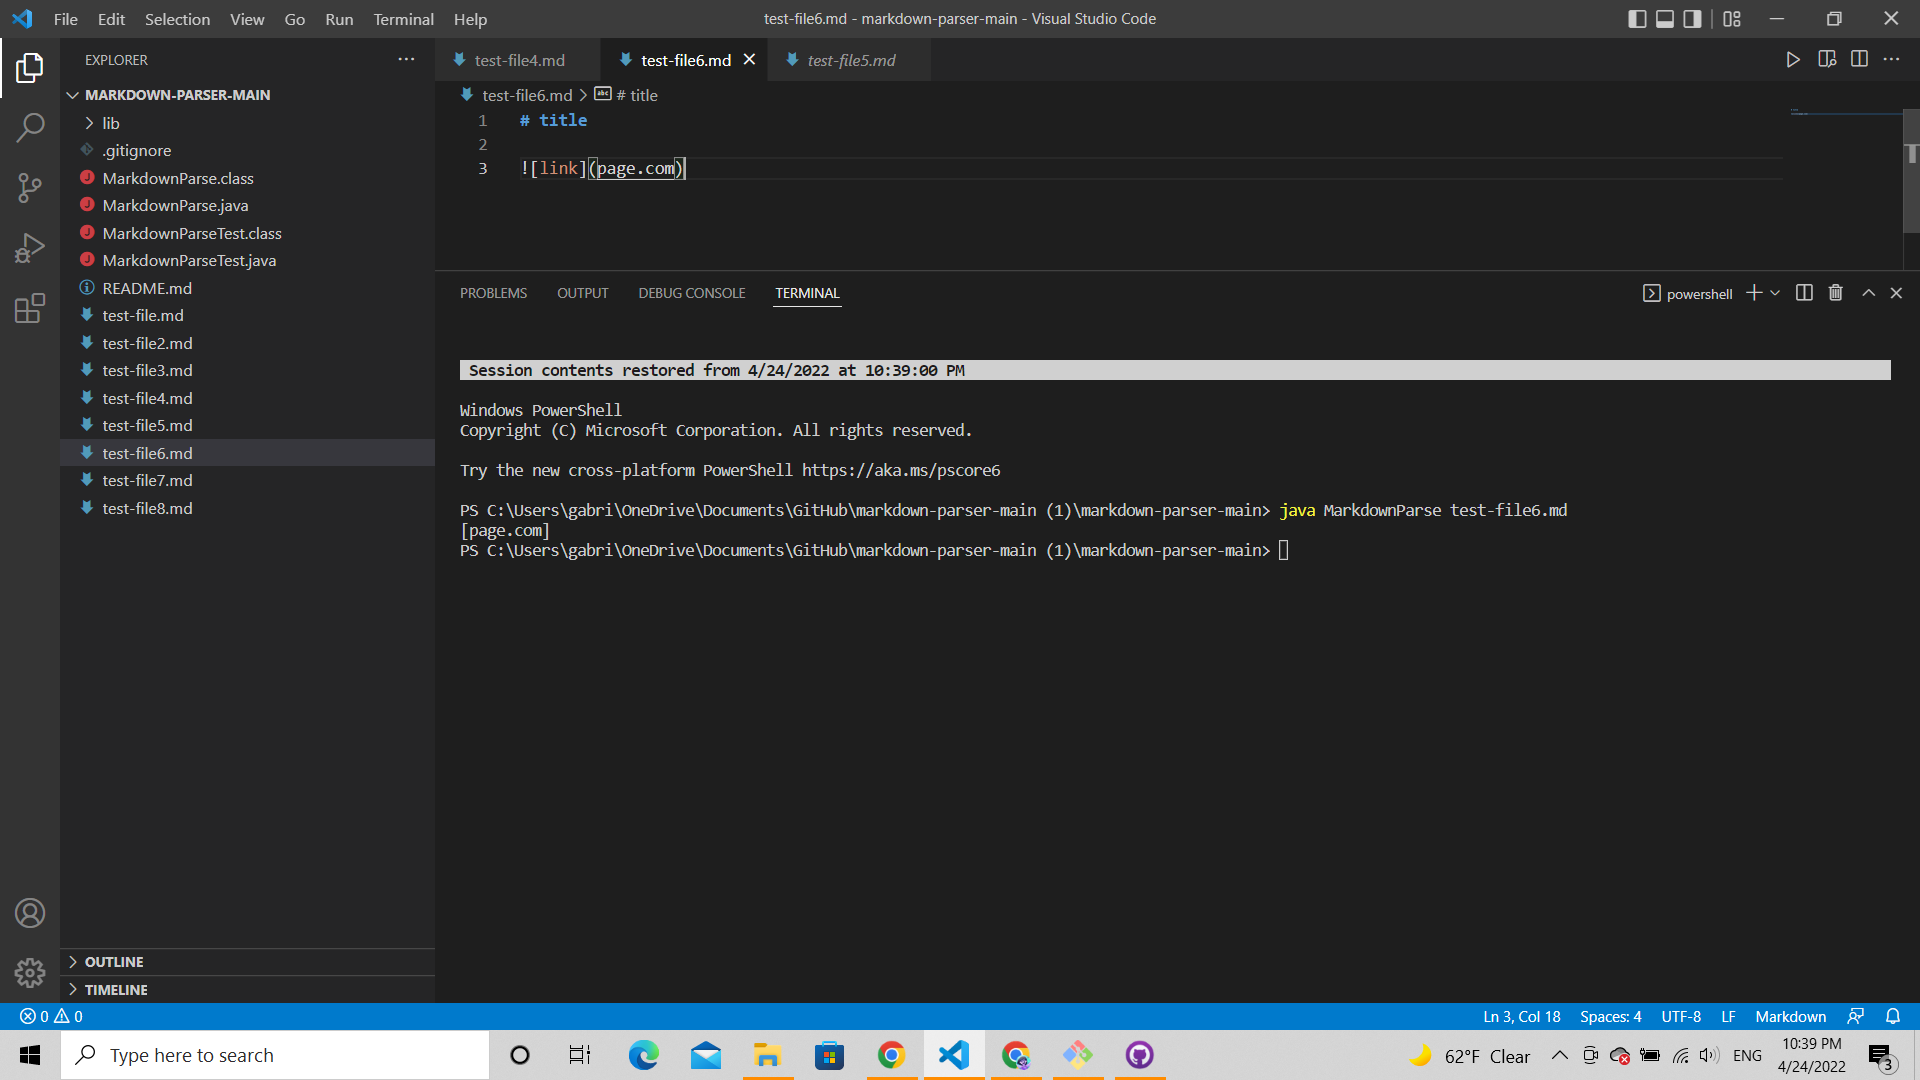 File Edit Selection View Go Run Terminal Help
test-file6.md - markdown-parser-main - Visual Studio Code
EXPLORER
MARKDOWN-PARSER-MAIN
lib
.gitignore
MarkdownParse.class
MarkdownParse.java
MarkdownParseTest.class
MarkdownParseTest.java
README.md
test-file.md
test-file2.md
test-file3.md
test-file4.md
test-file5.md
test-file6.md
test-file7.md
test-file8.md
OUTLINE
TIMELINE
test-file4.md test-file6.md test-file5.md
test-file6.md > # title
1 # title
2
3 ![link](page.com)
PROBLEMS OUTPUT DEBUG CONSOLE TERMINAL
powershell
Session contents restored from 4/24/2022 at 10:39:00 PM
Windows PowerShell
Copyright (C) Microsoft Corporation. All rights reserved.
Try the new cross-platform PowerShell https://aka.ms/pscore6
PS C:\Users\gabri\OneDrive\Documents\GitHub\markdown-parser-main (1)\markdown-parser-main> java MarkdownParse test-file6.md
[page.com]
PS C:\Users\gabri\OneDrive\Documents\GitHub\markdown-parser-main (1)\markdown-parser-main>
0 0
Ln 3, Col 18 Spaces: 4 UTF-8 LF Markdown
Type here to search
62°F Clear
ENG
10:39 PM
4/24/2022
3